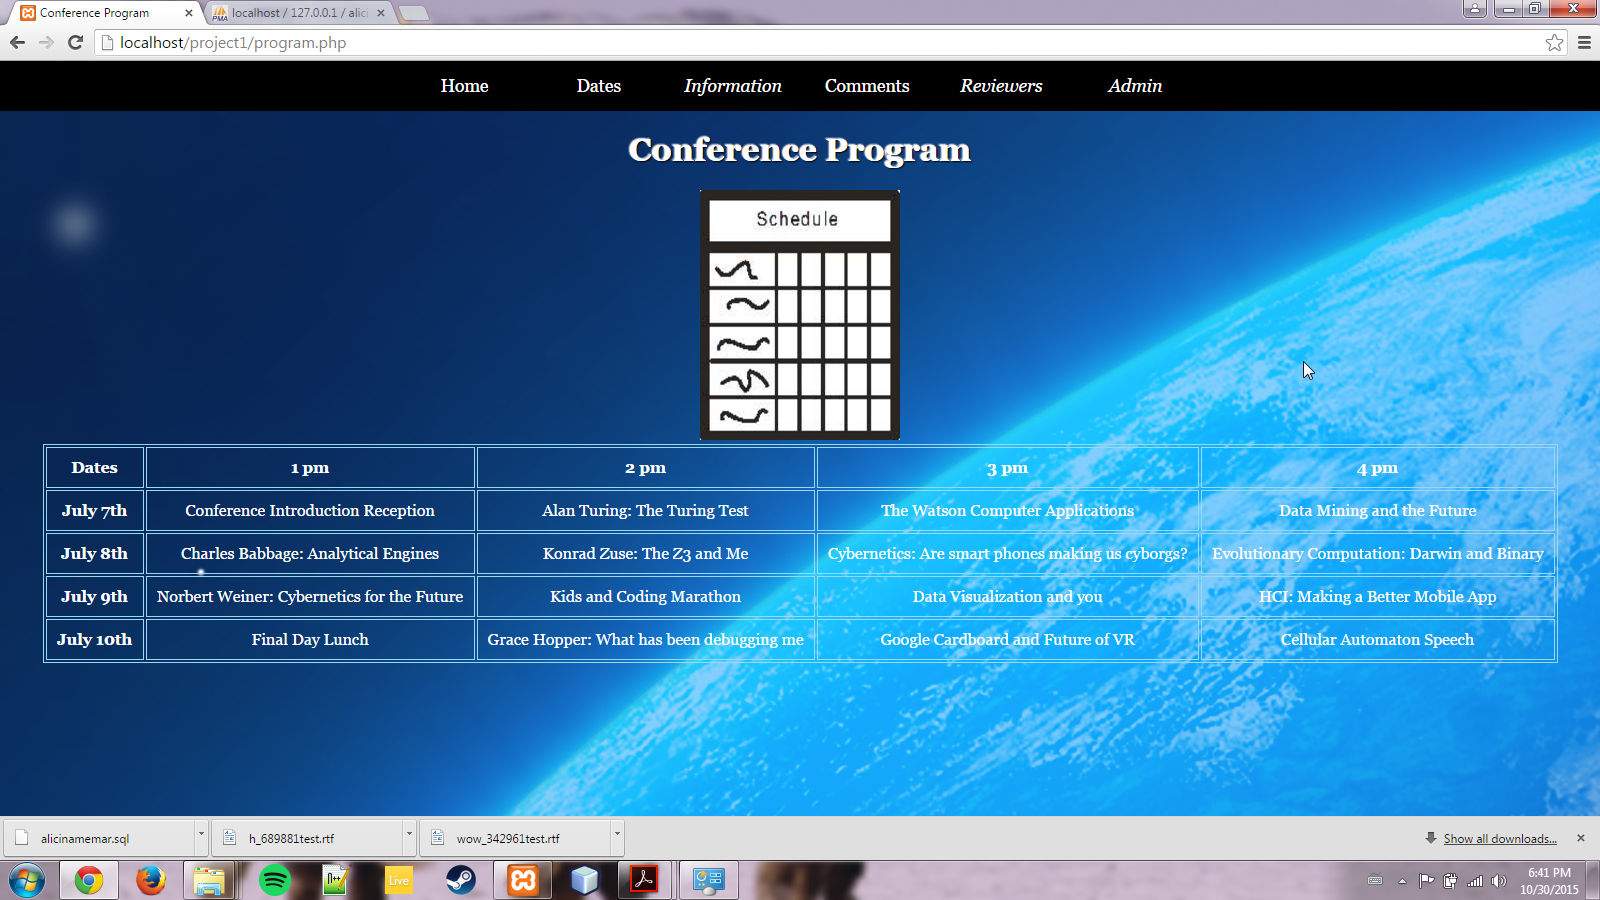 Conference Program
localhost / 127.0.0.1 / alici
localhost/project1/program.php
Home Dates Information Comments Reviewers Admin
Conference Program
Schedule
Dates 1 pm 2 pm 3 pm 4 pm
July 7th Conference Introduction Reception Alan Turing: The Turing Test The Watson Computer Applications Data Mining and the Future
July 8th Charles Babbage: Analytical Engines Konrad Zuse: The Z3 and Me Cybernetics: Are smart phones making us cyborgs? Evolutionary Computation: Darwin and Binary
July 9th Norbert Weiner: Cybernetics for the Future Kids and Coding Marathon Data Visualization and you HCI: Making a Better Mobile App
July 10th Final Day Lunch Grace Hopper: What has been debugging me Google Cardboard and Future of VR Cellular Automaton Speech
alicinamemar.sql h_689881test.rtf wow_342961test.rtf Show all downloads...
Live
6:41 PM
10/30/2015